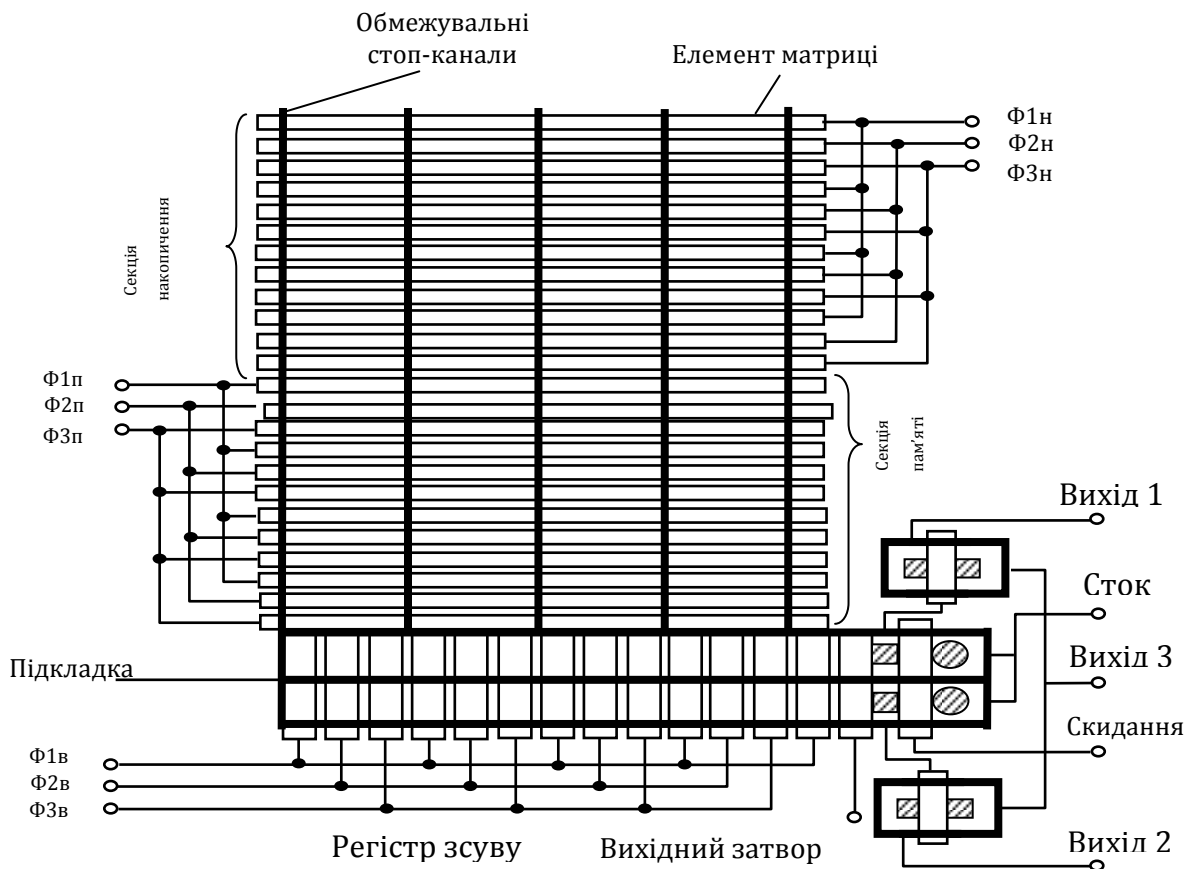 Обмежувальні
стоп-канали
Елемент матриці
Ф1н
Ф2н
Ф3н
Секція
накопичення
Ф1п
Ф2п
Ф3п
Секція
пам'яті
Вихід 1
Сток
Підкладка
Вихід 3
Скидання
Ф1в
Ф2в
Ф3в
Регістр зсуву
Вихідний затвор
Вихід 2